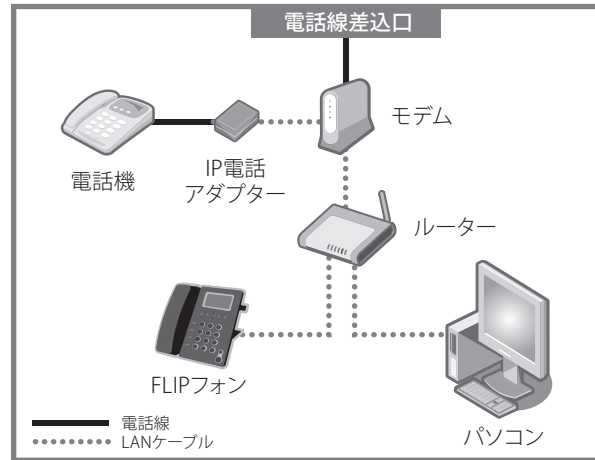 電話線差込口
モデム
電話機
IP電話
アダプター
ルーター
FLIPフォン
パソコン
電話線
LANケーブル